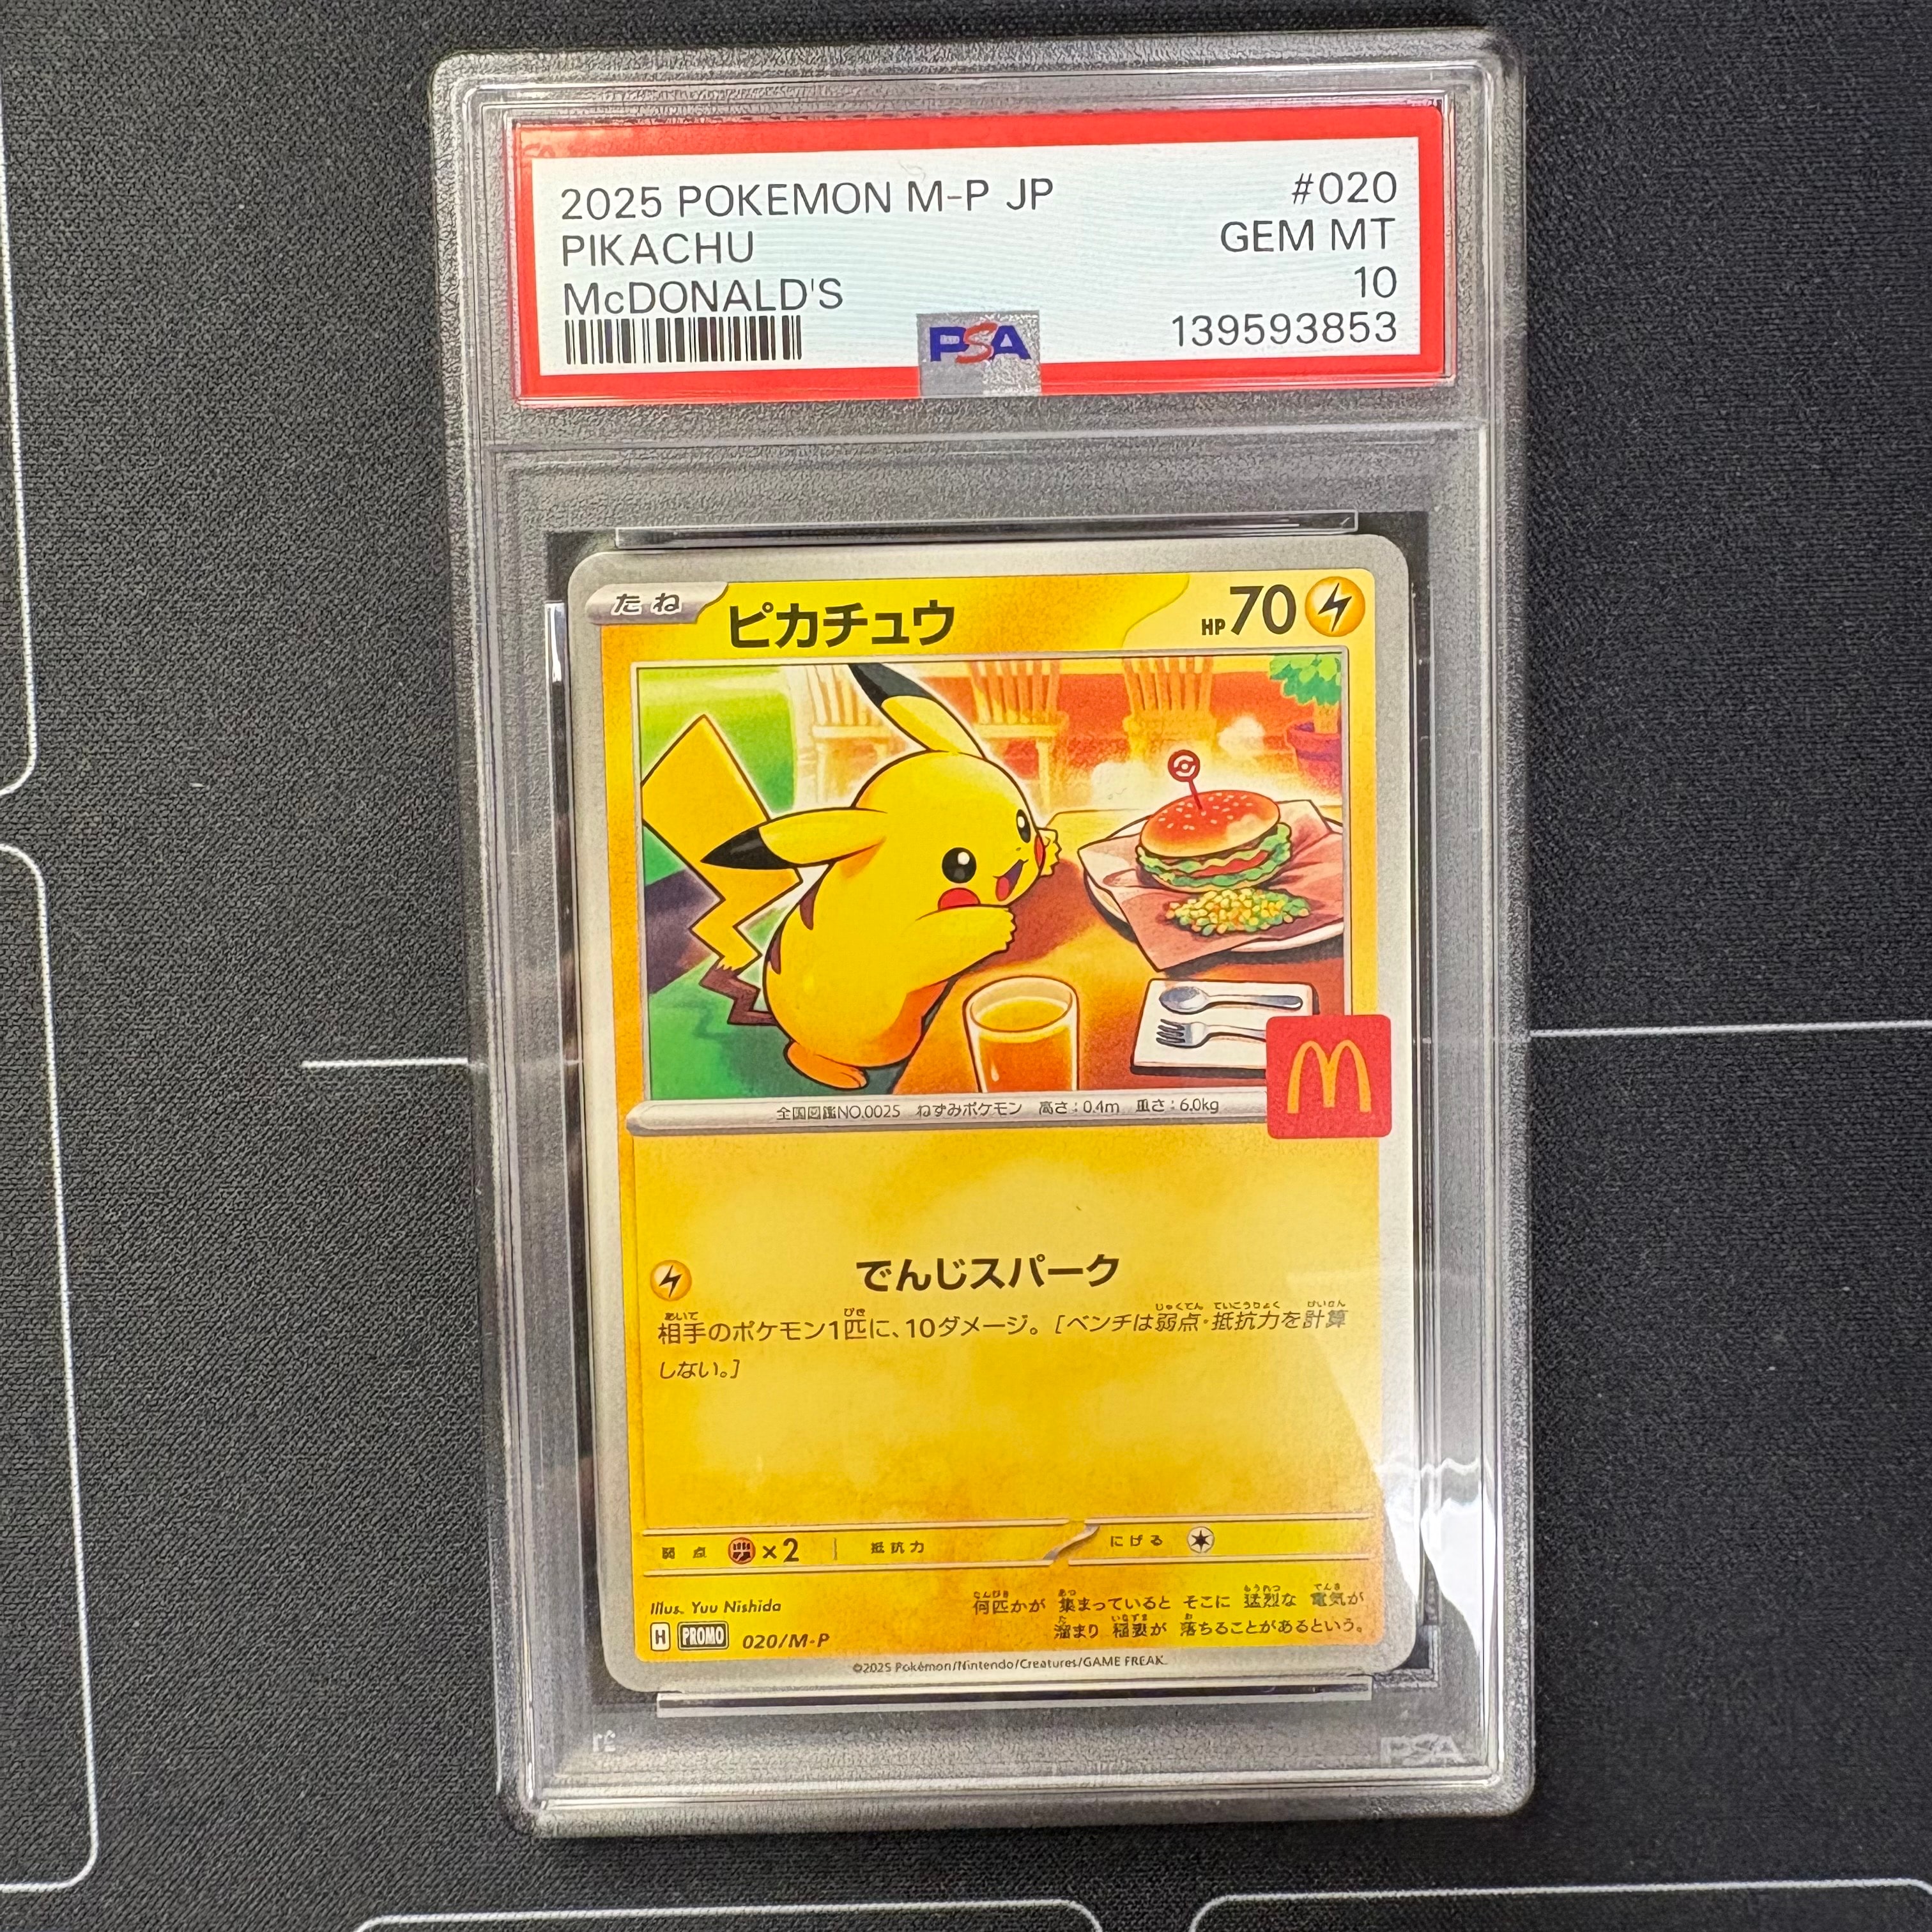 2025 POKEMON M-P JP #020
PIKACHU GEM MT
McDONALD'S 10
139593853
PSA
たね ピカチュウ HP70
全国図鑑NO.0025 ねずみポケモン 高さ:0.4m 重さ:6.0kg
でんじスパーク
相手のポケモン1匹に、10ダメージ。[ベンチは弱点・抵抗力を計算
しない。]
弱点 ×2 抵抗力 にげる
Illus. Yuu Nishida
何匹かが 集まっていると そこに 猛烈な 電気が
溜まり 稲妻が 落ちることがあるという。
H PROMO 020/M-P
©2025 Pokémon/Nintendo/Creatures/GAME FREAK.
PSA